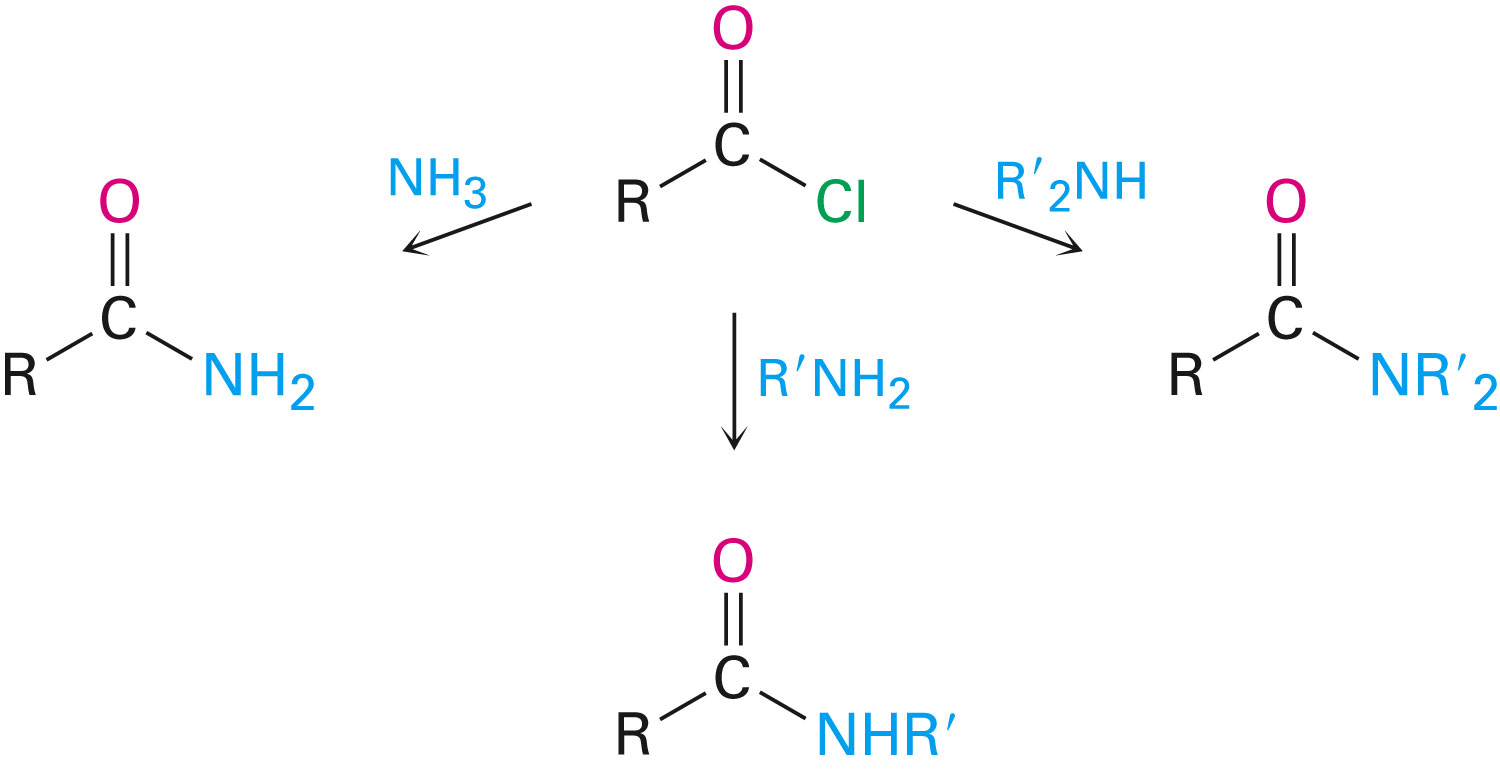 O
C
R Cl
NH₃
R′₂NH
O
C
R NH₂
R′NH₂
O
C
R NR′₂
O
C
R NHR′